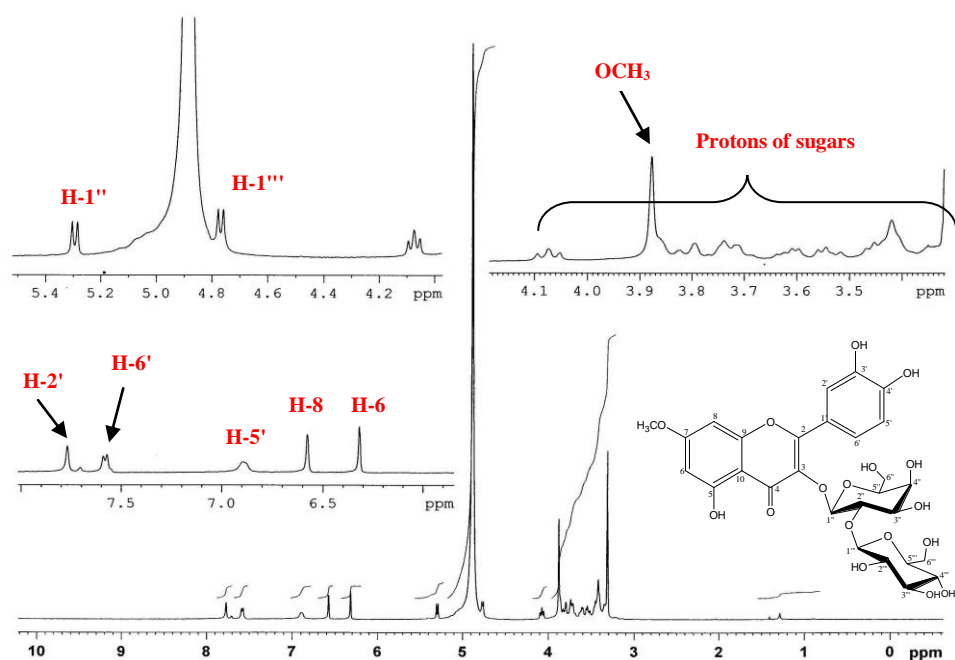 OCH3
Protons of sugars
H-1''
H-1'''
5.4 5.2 5.0 4.8 4.6 4.4 4.2 ppm
4.1 4.0 3.9 3.8 3.7 3.6 3.5 ppm
H-2'
H-6'
H-5'
H-8
H-6
7.5 7.0 6.5 ppm
OH
OH
3'
4'
2'
5'
1'
6'
H3CO
7
8
9
2
6
5
10
4
3
OH
O
O
O
HO
6''
OH
4''
5''
O
2''
OH
3''
1''
O
O
1'''
OH
5'''
6'''
HO
2'''
4'''
3'''
OH
OH
10 9 8 7 6 5 4 3 2 1 0 ppm